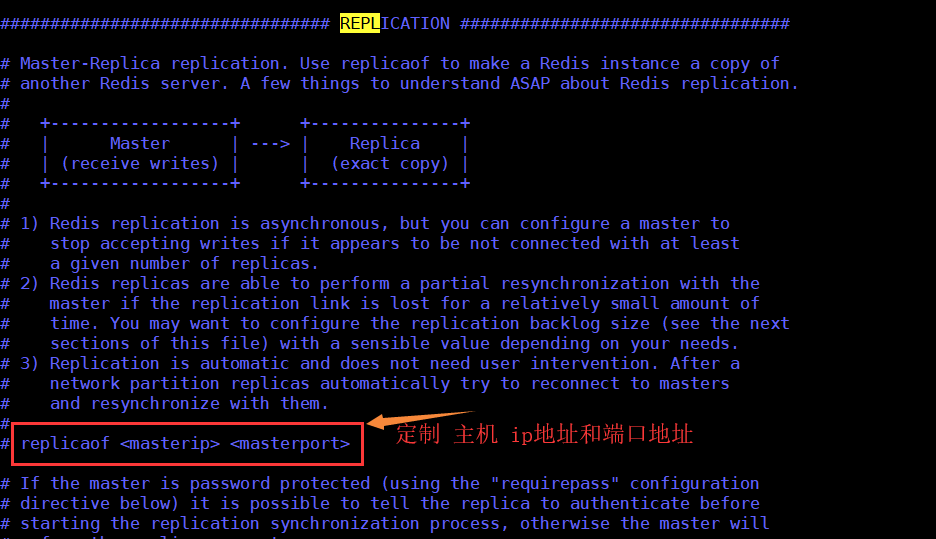 ################################# REPLICATION #################################
# Master-Replica replication. Use replicaof to make a Redis instance a copy of
# another Redis server. A few things to understand ASAP about Redis replication.
#
#   +------------------+      +---------------+
#   |      Master      | ---> |    Replica    |
#   | (receive writes) |      |  (exact copy) |
#   +------------------+      +---------------+
#
# 1) Redis replication is asynchronous, but you can configure a master to
#    stop accepting writes if it appears to be not connected with at least
#    a given number of replicas.
# 2) Redis replicas are able to perform a partial resynchronization with the
#    master if the replication link is lost for a relatively small amount of
#    time. You may want to configure the replication backlog size (see the next
#    sections of this file) with a sensible value depending on your needs.
# 3) Replication is automatic and does not need user intervention. After a
#    network partition replicas automatically try to reconnect to masters
#    and resynchronize with them.
#
# replicaof <masterip> <masterport>
定制 主机 ip地址和端口地址
# If the master is password protected (using the "requirepass" configuration
# directive below) it is possible to tell the replica to authenticate before
# starting the replication synchronization process, otherwise the master will